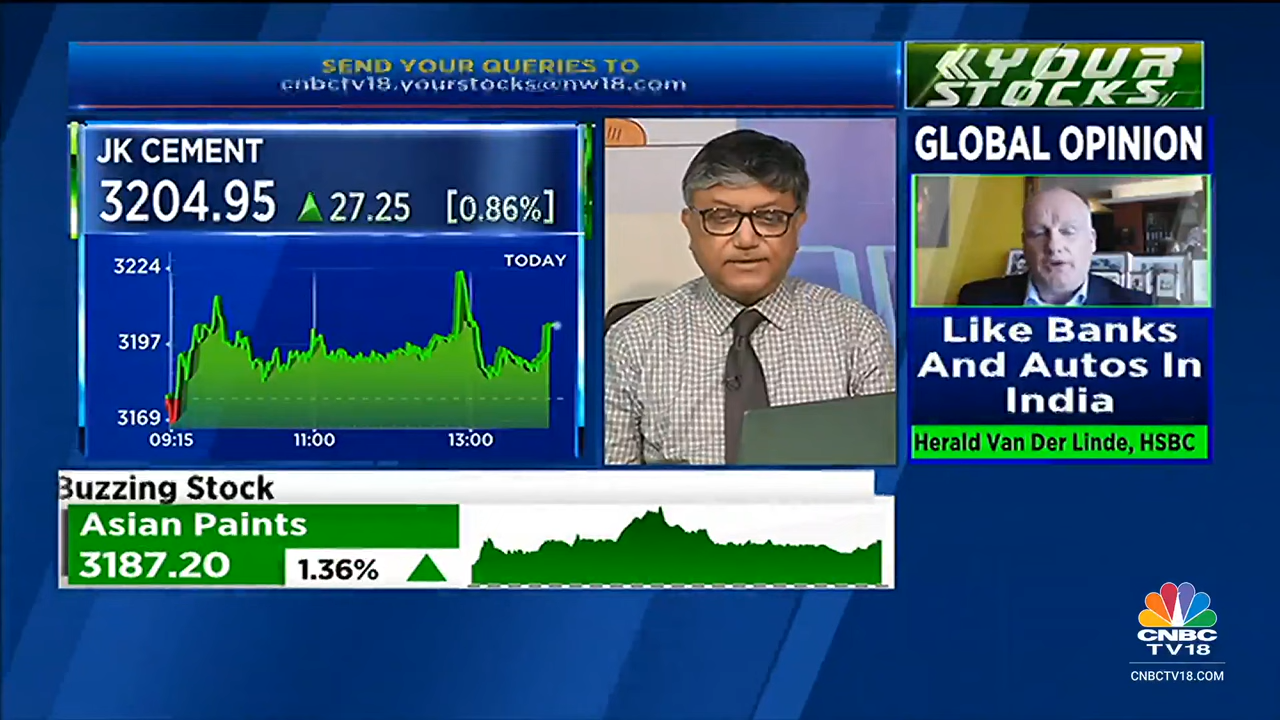 SEND YOUR QUERIES TO
cnbctv18.yourstocks@nw18.com
YOUR
STOCKS
JK CEMENT
3204.95 27.25 [0.86%]
TODAY
3224
3197
3169
09:15 11:00 13:00
GLOBAL OPINION
Like Banks
And Autos In
India
Herald Van Der Linde, HSBC
Buzzing Stock
Asian Paints
3187.20 1.36%
CNBC
TV18
CNBCTV18.COM